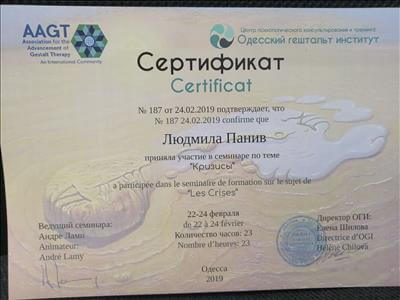 AAGT
Association for the
Advancement of
Gestalt Therapy
An International Community
Центр психологического консультирования и тренинга
Одесский гештальт институт
Сертификат
Certificat
№ 187 от 24.02.2019 подтверждает, что
№ 187 24.02.2019 confirme que
Людмила Панив
приняла участие в семинаре по теме
"Кризисы"
a participée dans le seminaire de formation sur le sujet de
"Les Crises"
Ведущий семинара:
Андре Лами
Animateur:
André Lamy
22-24 февраля
de 22 à 24 février
Количество часов: 23
Nombre d'heures: 23
Директор ОГИ:
Елена Шилова
Directrice d'OGI
Hélène Chilova
Одесса
2019